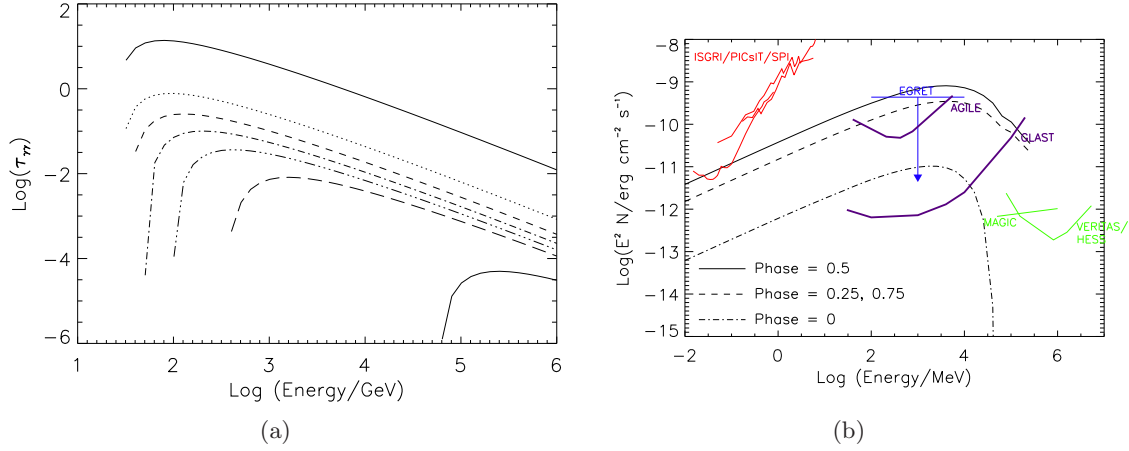 2
0
−2
−4
−6
Log(τγγ)
1
2
3
4
5
6
Log (Energy/GeV)
(a)
−8
−9
−10
−11
−12
−13
−14
−15
Log(E² N/erg cm⁻² s⁻¹)
ISGRI/PICsIT/SPI
EGRET
AGILE
GLAST
MAGIC
VERITAS/
HESS
Phase = 0.5
Phase = 0.25, 0.75
Phase = 0
−2
0
2
4
6
Log (Energy/MeV)
(b)